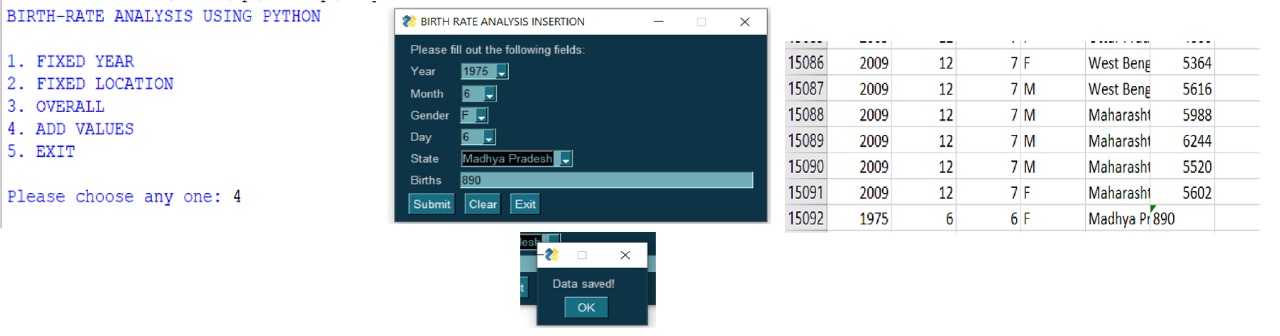 BIRTH-RATE ANALYSIS USING PYTHON
1. FIXED YEAR
2. FIXED LOCATION
3. OVERALL
4. ADD VALUES
5. EXIT
Please choose any one: 4
BIRTH RATE ANALYSIS INSERTION
Please fill out the following fields:
Year 1975
Month 6
Gender F
Day 6
State Madhya Pradesh
Births 890
Submit Clear Exit
Data saved!
OK
15086 2009 12 7 F West Beng 5364
15087 2009 12 7 M West Beng 5616
15088 2009 12 7 M Maharasht 5988
15089 2009 12 7 M Maharasht 6244
15090 2009 12 7 M Maharasht 5520
15091 2009 12 7 F Maharasht 5602
15092 1975 6 6 F Madhya Pr 890